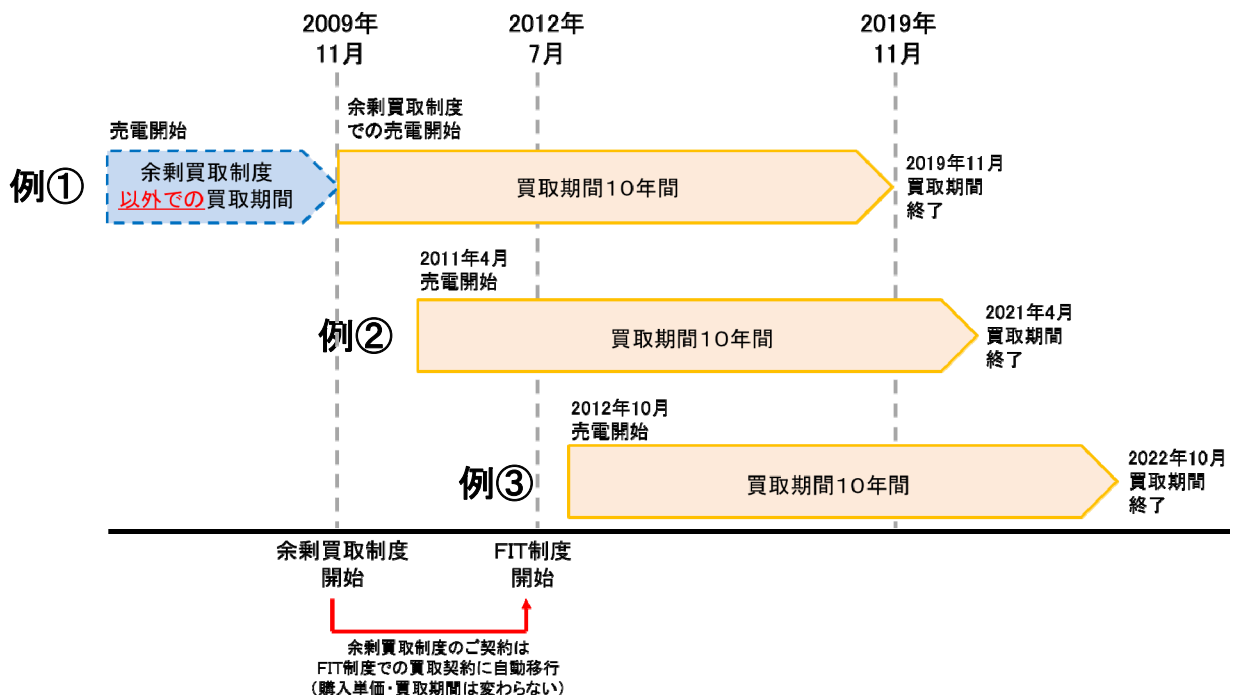 2009年
11月
2012年
7月
2019年
11月
売電開始
余剰買取制度
での売電開始
例①
余剰買取制度
以外での買取期間
買取期間10年間
2019年11月
買取期間
終了
2011年4月
売電開始
例②
買取期間10年間
2021年4月
買取期間
終了
2012年10月
売電開始
例③
買取期間10年間
2022年10月
買取期間
終了
余剰買取制度
開始
FIT制度
開始
余剰買取制度のご契約は
FIT制度での買取契約に自動移行
(購入単価・買取期間は変わらない)